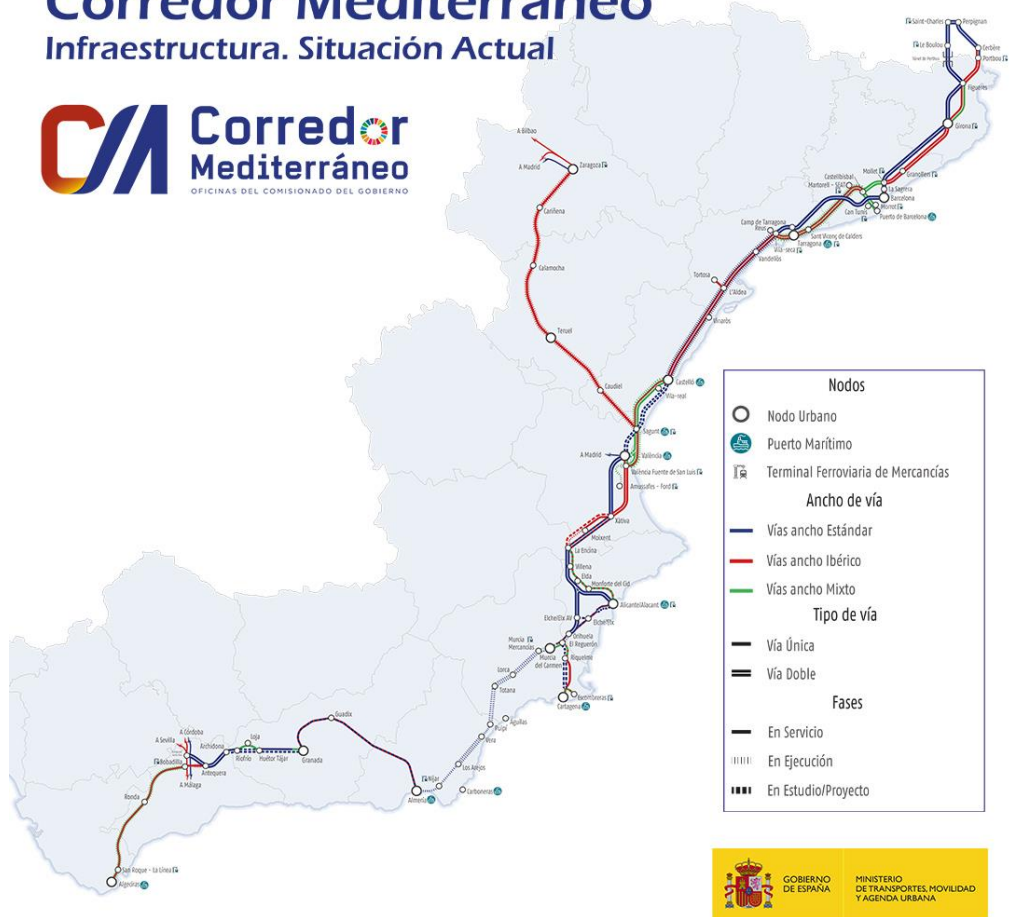 Corredor Mediterráneo
Infraestructura. Situación Actual
Corredor
Mediterráneo
OFICINAS DEL COMISIONADO DEL GOBIERNO
Saint-Charles
Perpignan
Le Boulou
Cerbère
Portbou
Figueres
Girona
A Bilbao
A Madrid
Zaragoza
Cariñena
Calamocha
Teruel
Caudiel
Castellbisbal
Mollet
Martorell - SEAT
Granollers
La Sagrera
Barcelona
Morrot
Can Tunis
Puerto de Barcelona
Camp de Tarragona
Reus
Sant Vicenç de Calders
Tarragona
Vila-seca
Vandellòs
Tortosa
L'Aldea
Vinaròs
Castelló
Vila-real
Sagunt
A Madrid
València
València Fuente de San Luis
Amussafes - Ford
Xàtiva
Moixent
La Encina
Villena
Elda
Monforte del Cid
Alicante/Alacant
Elche/Elx AV
Elche/Elx
Orihuela
El Reguerón
Murcia
Mercancías
Murcia
del Carmen
Riquelme
Lorca
Totana
Escombreras
Cartagena
Águilas
Pulpí
Vera
Los Arejos
Níjar
Carboneras
Almería
Guadix
Granada
Loja
A Córdoba
A Sevilla
Archidona
Riofrío
Huétor Tájar
Bobadilla
Antequera
A Málaga
Ronda
San Roque - La Línea
Algeciras
Nodos
Nodo Urbano
Puerto Marítimo
Terminal Ferroviaria de Mercancías
Ancho de vía
Vías ancho Estándar
Vías ancho Ibérico
Vías ancho Mixto
Tipo de vía
Vía Única
Vía Doble
Fases
En Servicio
En Ejecución
En Estudio/Proyecto
GOBIERNO
DE ESPAÑA
MINISTERIO
DE TRANSPORTES, MOVILIDAD
Y AGENDA URBANA